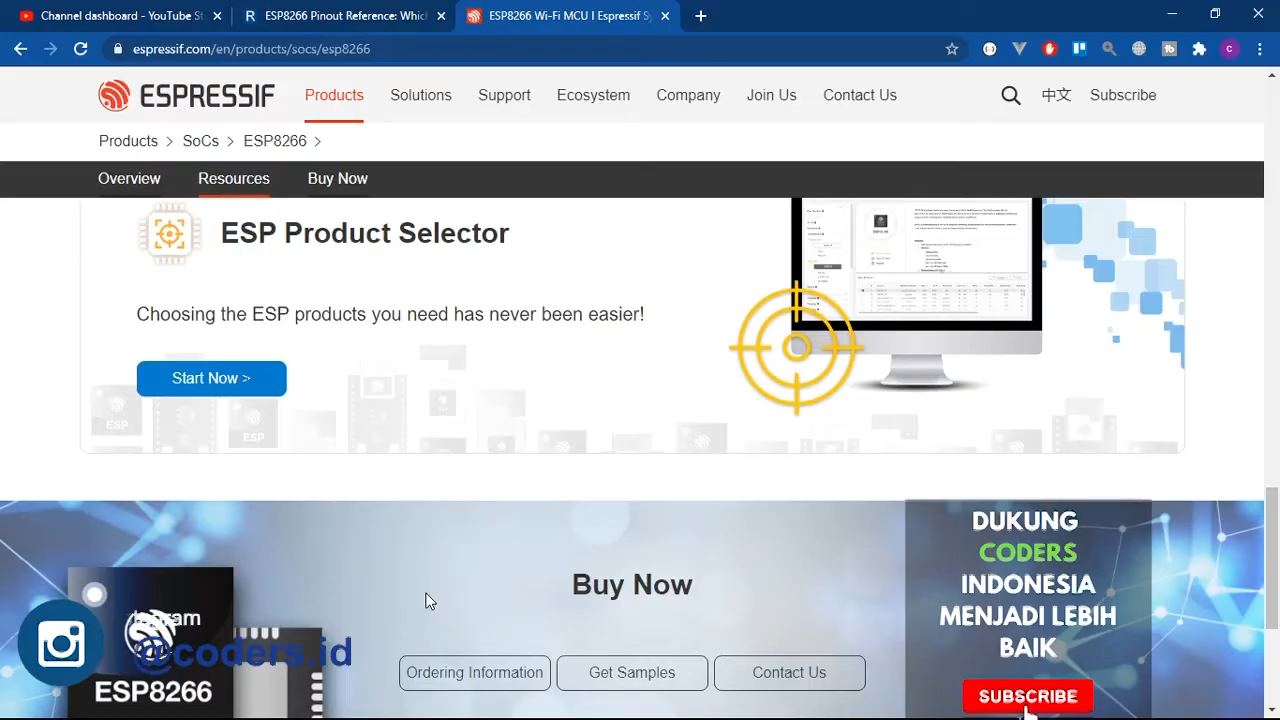 Channel dashboard - YouTube St
ESP8266 Pinout Reference: Whic
ESP8266 Wi-Fi MCU I Espressif Sy
espressif.com/en/products/socs/esp8266
ESPRESSIF
Products
Solutions
Support
Ecosystem
Company
Join Us
Contact Us
中文
Subscribe
Products > SoCs > ESP8266 >
Overview
Resources
Buy Now
ESP Product Selector
Choosing the ESP products you need has never been easier!
Start Now >
ESP
ESP
Buy Now
Ordering Information
Get Samples
Contact Us
@coders.id
ESP8266
DUKUNG
CODERS
INDONESIA
MENJADI LEBIH
BAIK
SUBSCRIBE